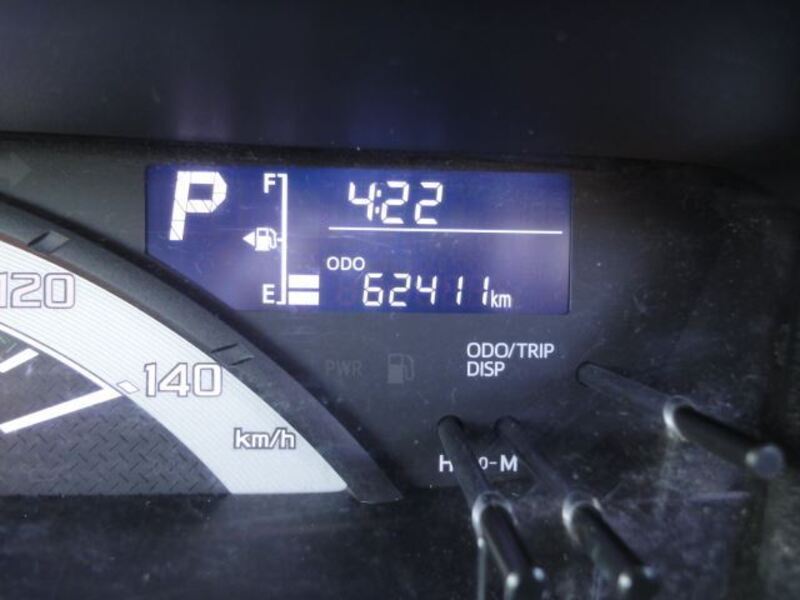 P
F
4:22
ODO
E
62411km
120
140
km/h
PWR
ODO/TRIP
DISP